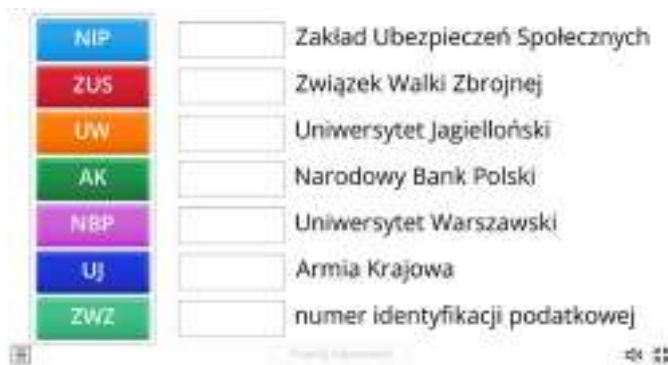 NIP Zakład Ubezpieczeń Społecznych
ZUS Związek Walki Zbrojnej
UW Uniwersytet Jagielloński
AK Narodowy Bank Polski
NBP Uniwersytet Warszawski
UJ Armia Krajowa
ZWZ numer identyfikacji podatkowej